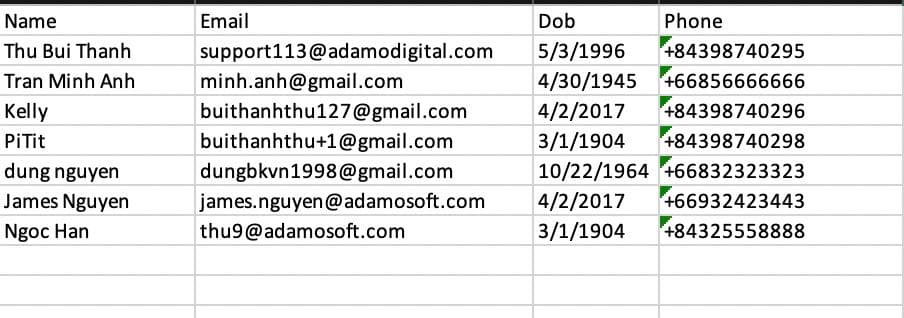 Name Email Dob Phone
Thu Bui Thanh support113@adamodigital.com 5/3/1996 +84398740295
Tran Minh Anh minh.anh@gmail.com 4/30/1945 +66856666666
Kelly buithanhthu127@gmail.com 4/2/2017 +84398740296
PiTit buithanhthu+1@gmail.com 3/1/1904 +84398740298
dung nguyen dungbkvn1998@gmail.com 10/22/1964 +66832323323
James Nguyen james.nguyen@adamosoft.com 4/2/2017 +66932423443
Ngoc Han thu9@adamosoft.com 3/1/1904 +84325558888